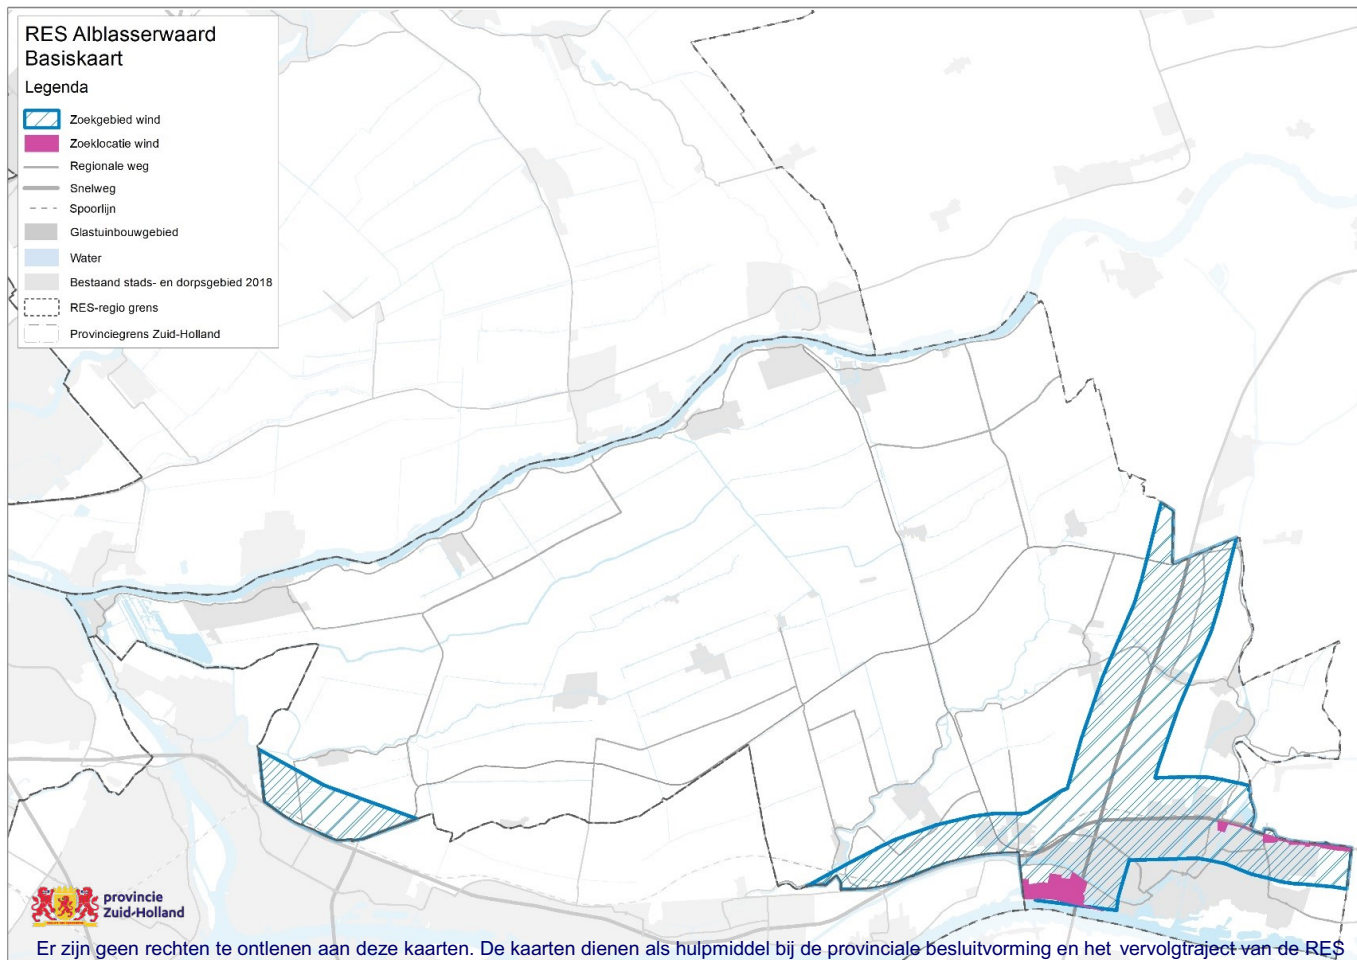 RES Alblasserwaard
Basiskaart
Legenda
Zoekgebied wind
Zoeklocatie wind
Regionale weg
Snelweg
Spoorlijn
Glastuinbouwgebied
Water
Bestaand stads- en dorpsgebied 2018
RES-regio grens
Provinciegrens Zuid-Holland
provincie
Zuid-Holland
Er zijn geen rechten te ontlenen aan deze kaarten. De kaarten dienen als hulpmiddel bij de provinciale besluitvorming en het vervolgtraject van de RES